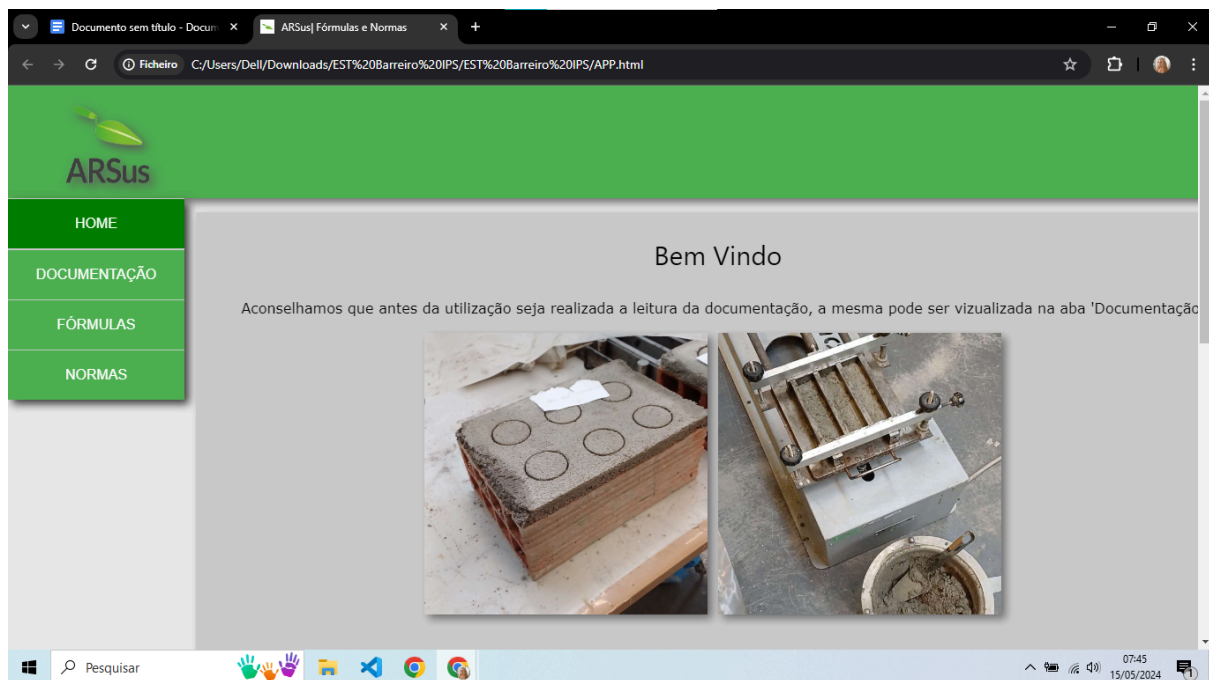 Documento sem título - Docum
ARSus| Fórmulas e Normas
Ficheiro
C:/Users/Dell/Downloads/EST%20Barreiro%20IPS/EST%20Barreiro%20IPS/APP.html
ARSus
HOME
DOCUMENTAÇÃO
FÓRMULAS
NORMAS
Bem Vindo
Aconselhamos que antes da utilização seja realizada a leitura da documentação, a mesma pode ser vizualizada na aba 'Documentação
Pesquisar
07:45
15/05/2024
1